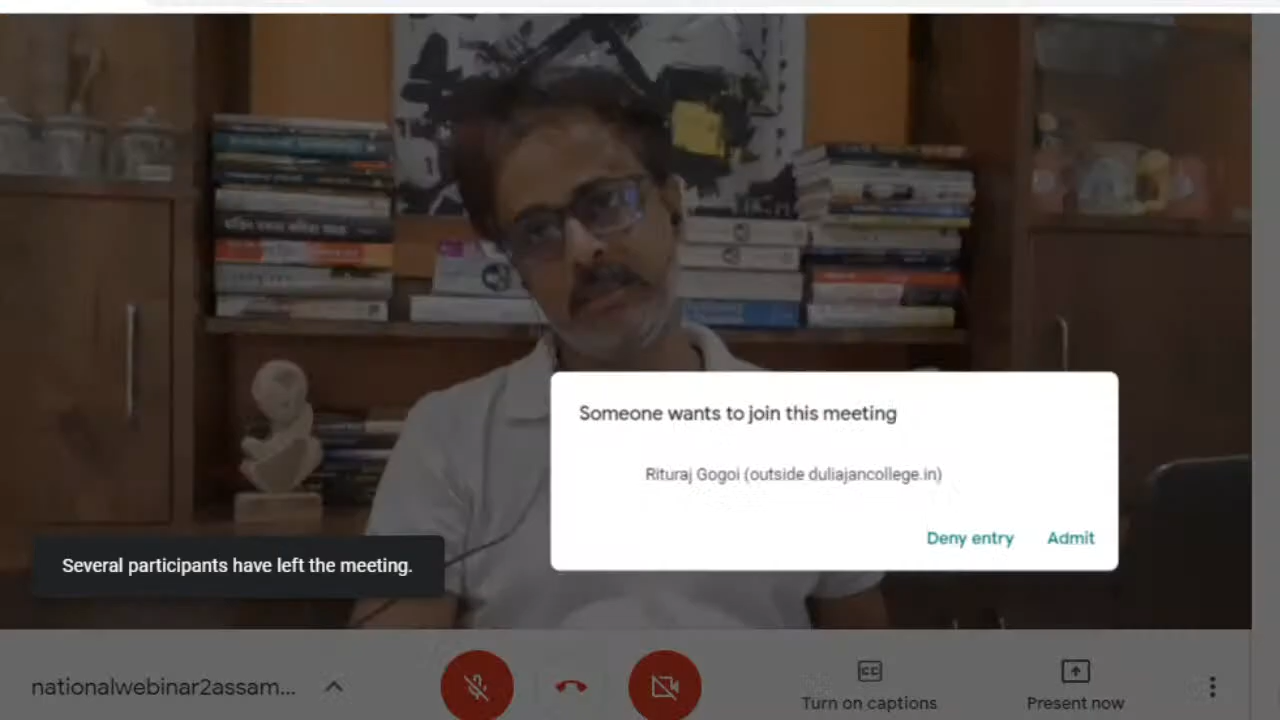 Someone wants to join this meeting
Rituraj Gogoi (outside duliajancollege.in)
Deny entry
Admit
Several participants have left the meeting.
nationalwebinar2assam...
CC
Turn on captions
Present now